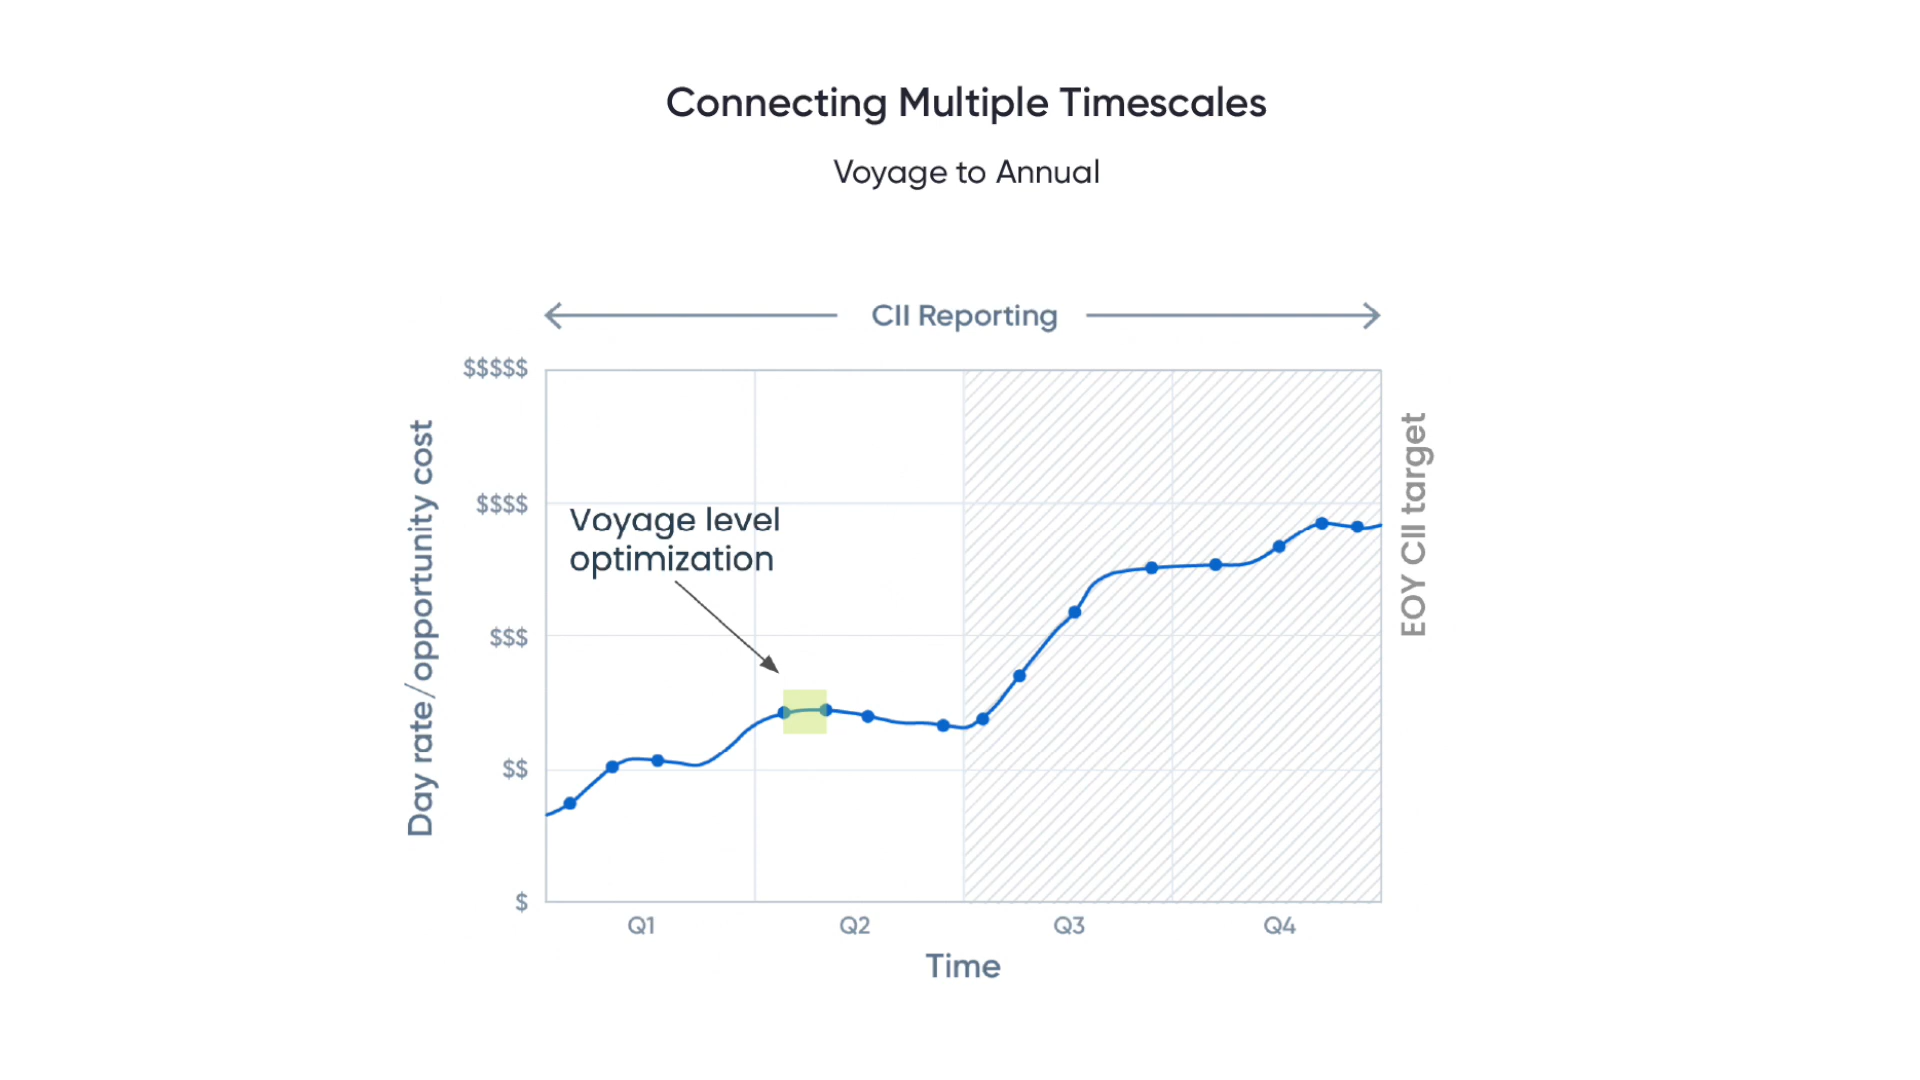 Connecting Multiple Timescales
Voyage to Annual
CII Reporting
$$$$$
$$$$
$$$
$$
$
Day rate/opportunity cost
Voyage level
optimization
EOY CII target
Q1 Q2 Q3 Q4
Time